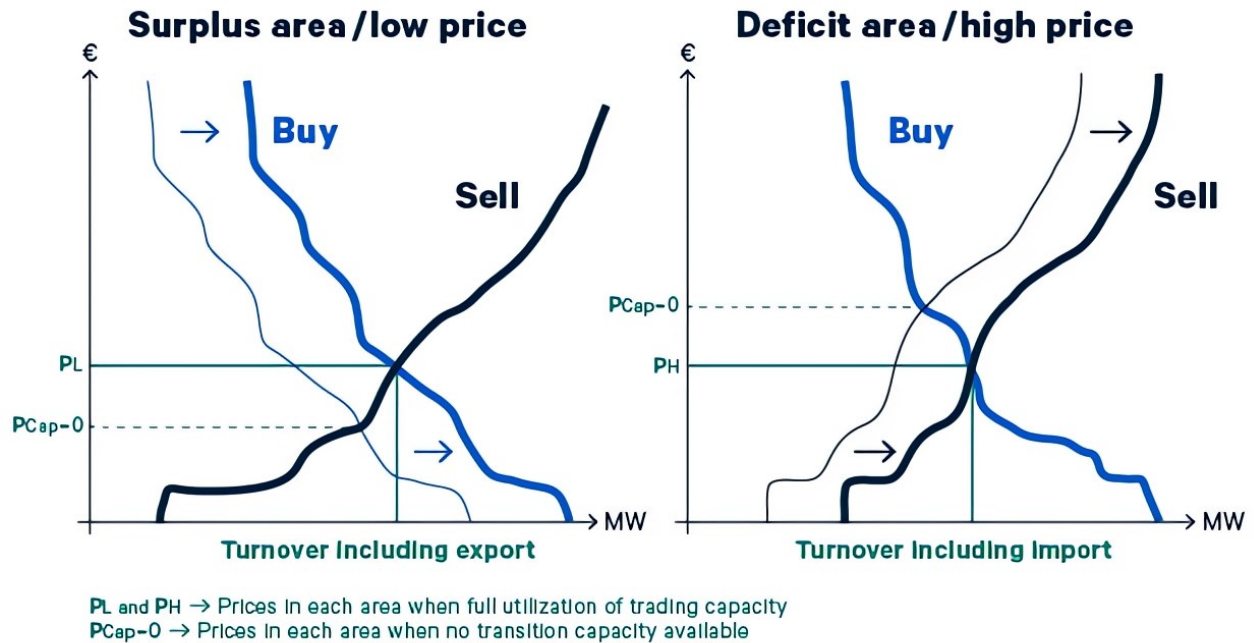 Surplus area/low price
€
Buy
Sell
PL
PCap-0
MW
Turnover including export
Deficit area/high price
€
Buy
Sell
PCap-0
PH
MW
Turnover including import
PL and PH → Prices in each area when full utilization of trading capacity
PCap-0 → Prices in each area when no transition capacity available